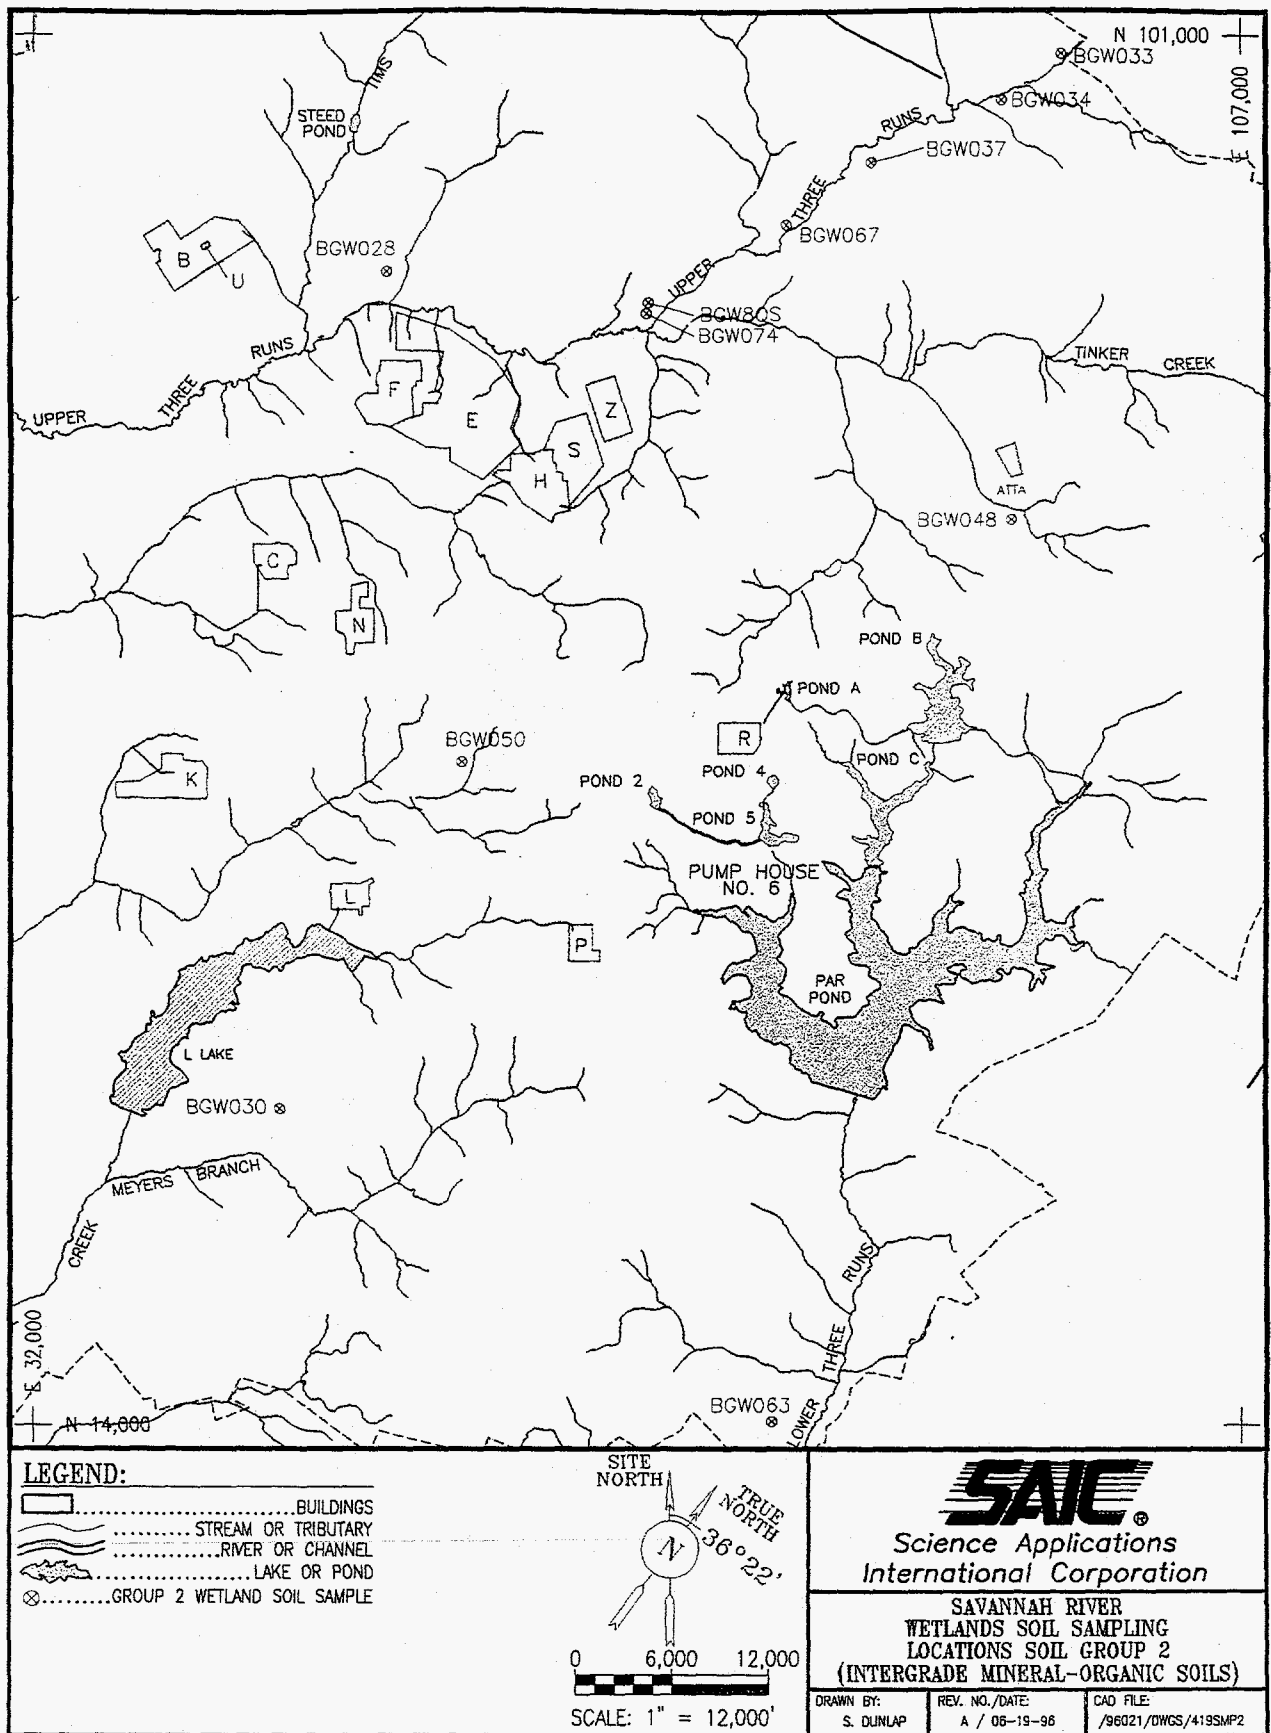 N 101,000
BGW033
E 107,000
BGW034
TIMS
STEED
POND
RUNS
BGW037
THREE
BGW067
B
U
BGW028
UPPER
BGW80S
BGW074
RUNS
THREE
UPPER
TINKER
CREEK
F
E
Z
S
H
ATTA
BGW048
C
N
POND B
POND A
R
BGW050
POND C
K
POND 2
POND 4
POND 5
PUMP HOUSE
NO. 6
L
P
PAR
POND
L LAKE
BGW030
MEYERS BRANCH
CREEK
RUNS
THREE
LOWER
BGW063
E 32,000
N 14,000
LEGEND:
BUILDINGS
STREAM OR TRIBUTARY
RIVER OR CHANNEL
LAKE OR POND
GROUP 2 WETLAND SOIL SAMPLE
SITE
NORTH
TRUE
NORTH
36°22'
N
0 6,000 12,000
SCALE: 1" = 12,000'
SAIC®
Science Applications
International Corporation
SAVANNAH RIVER
WETLANDS SOIL SAMPLING
LOCATIONS SOIL GROUP 2
(INTERGRADE MINERAL-ORGANIC SOILS)
DRAWN BY:
S. DUNLAP
REV. NO./DATE:
A / 06-19-96
CAD FILE:
/96021/DWGS/419SMP2